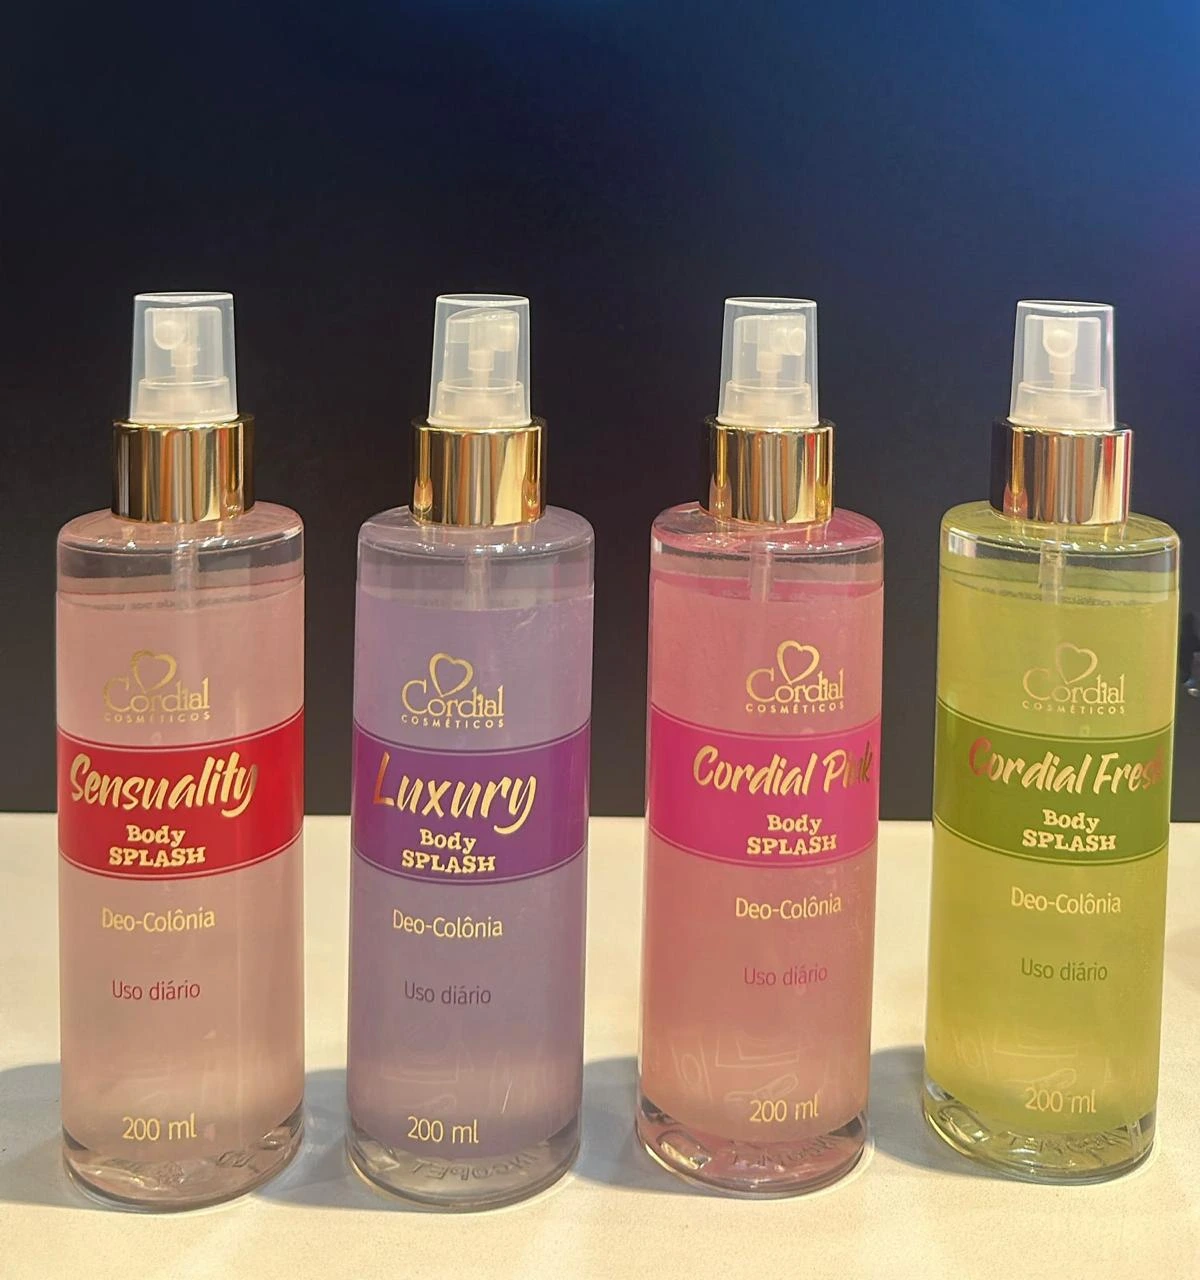 Cordial
COSMÉTICOS
Sensuality
Body
SPLASH
Deo-Colônia
Uso diário
200 ml
Cordial
COSMÉTICOS
Luxury
Body
SPLASH
Deo-Colônia
Uso diário
200 ml
Cordial
COSMÉTICOS
Cordial Pink
Body
SPLASH
Deo-Colônia
Uso diário
200 ml
Cordial
COSMÉTICOS
Cordial Fresh
Body
SPLASH
Deo-Colônia
Uso diário
200 ml